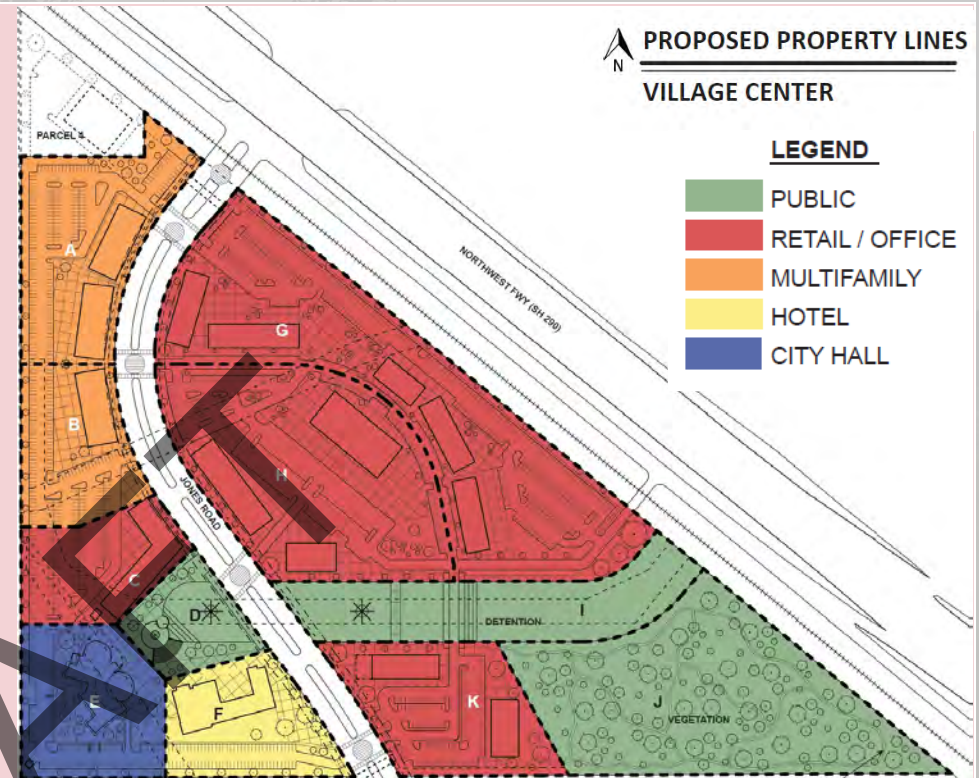 PROPOSED PROPERTY LINES
N
VILLAGE CENTER
LEGEND
PUBLIC
RETAIL / OFFICE
MULTIFAMILY
HOTEL
CITY HALL
PARCEL 4
NORTHWEST FWY (SH 290)
A
G
B
H
JONES ROAD
C
D
I
DETENTION
E
F
K
J
VEGETATION